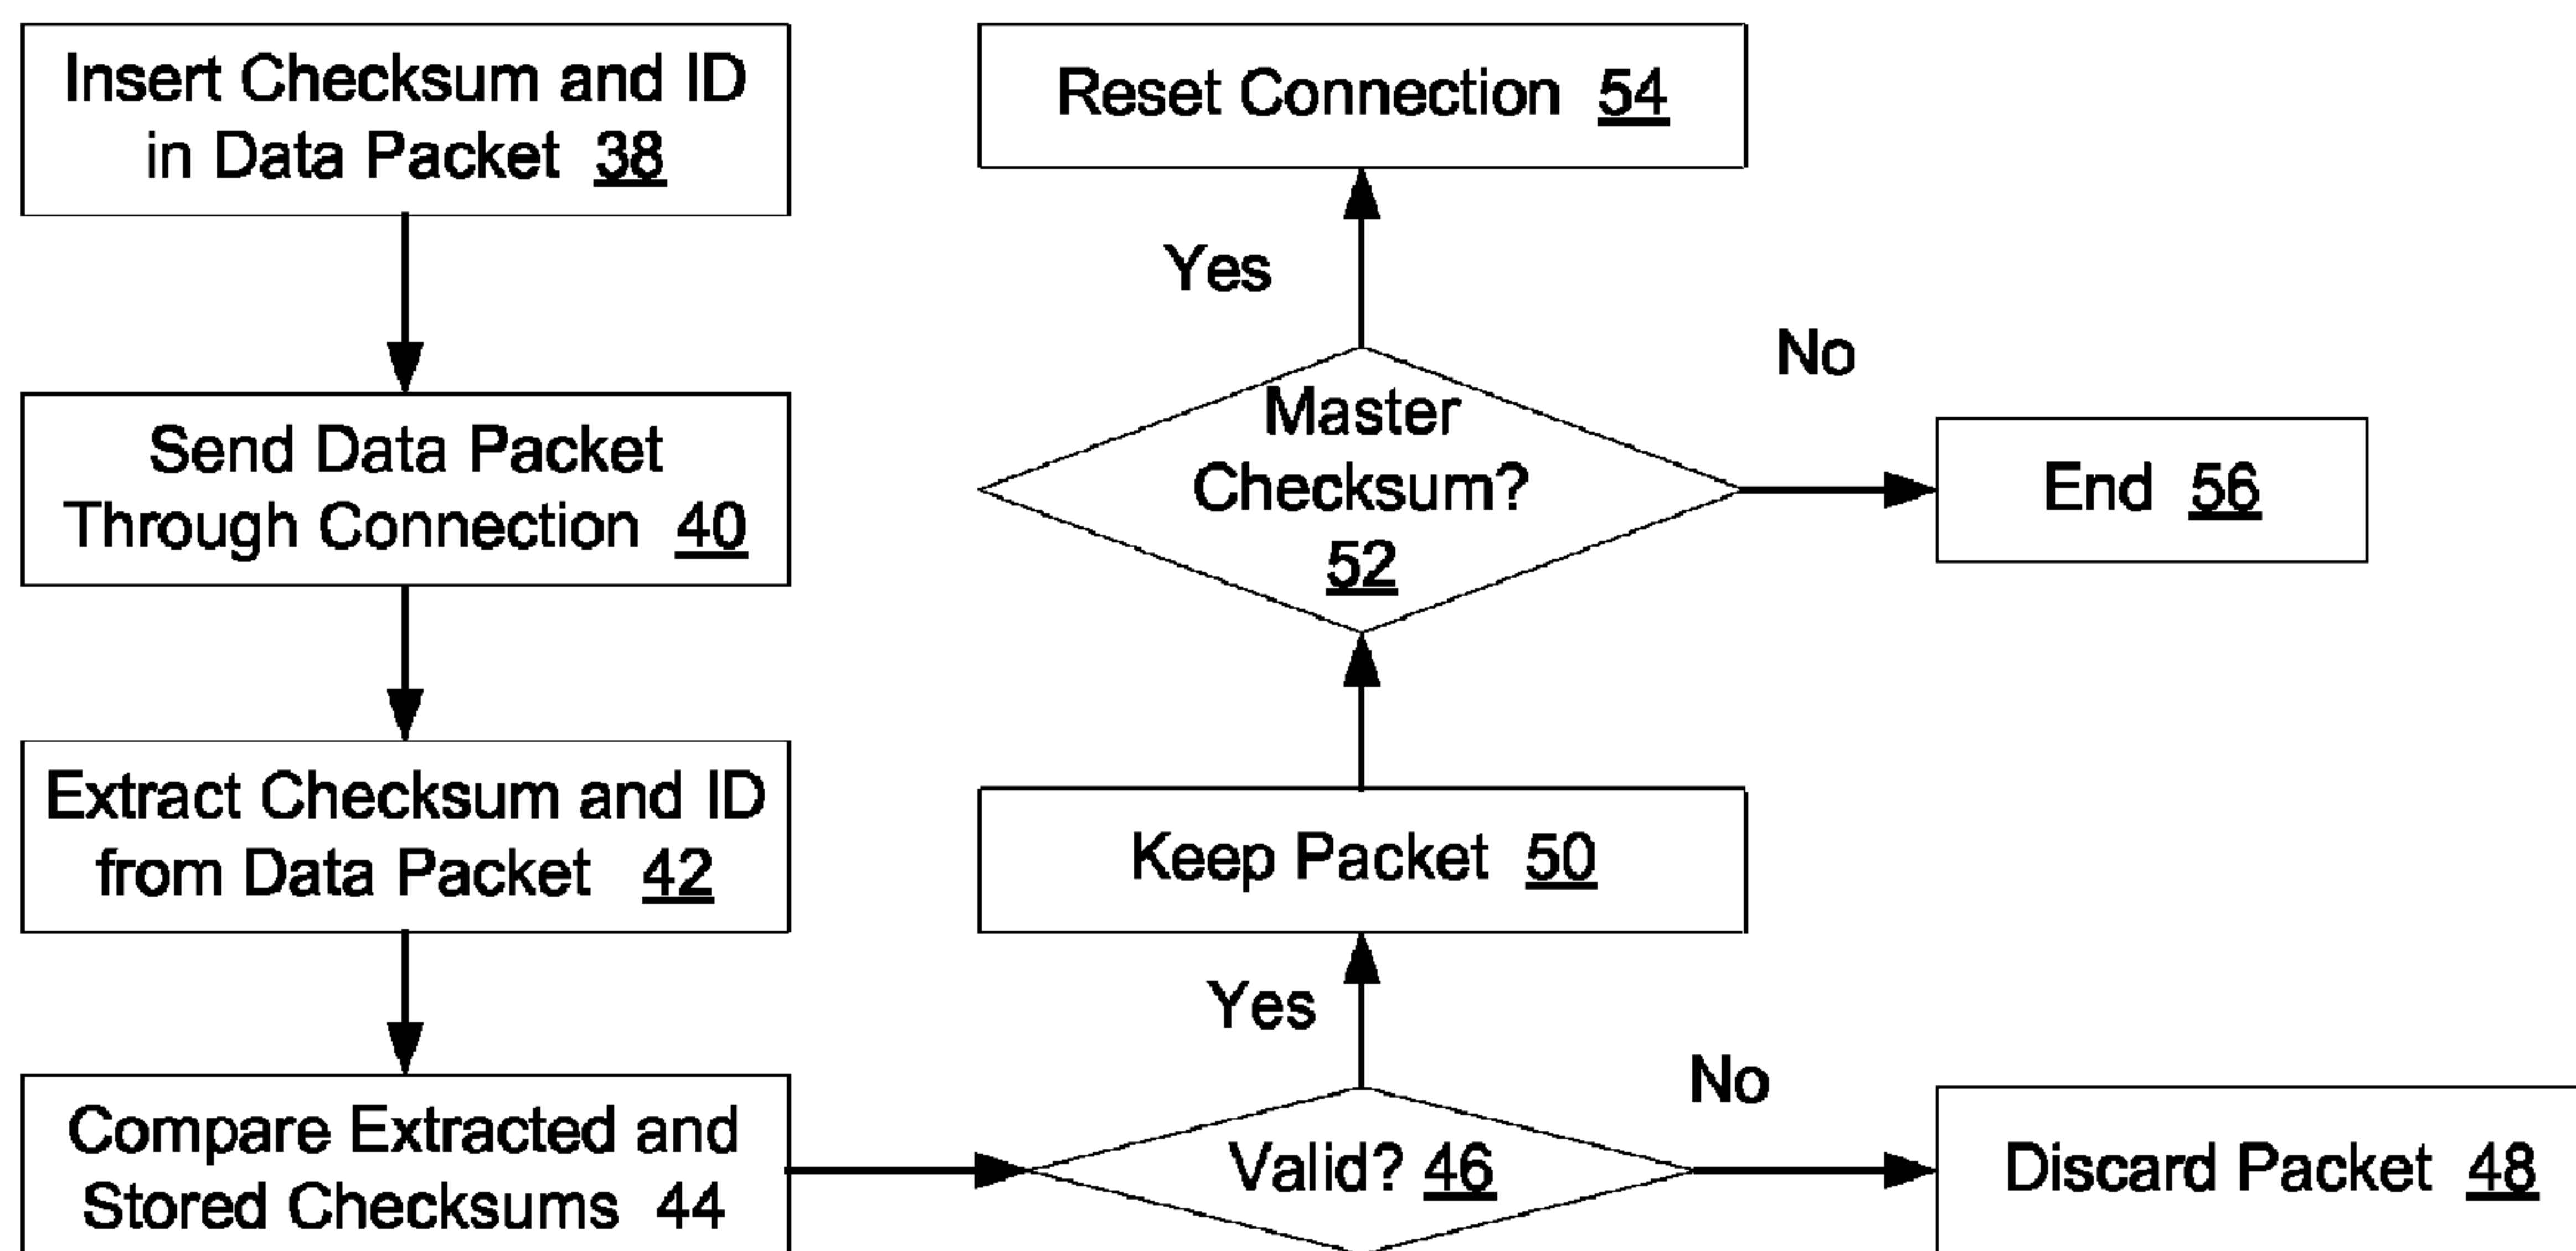 Insert Checksum and ID
in Data Packet 38
Send Data Packet
Through Connection 40
Extract Checksum and ID
from Data Packet 42
Compare Extracted and
Stored Checksums 44
Valid? 46
Yes
No
Discard Packet 48
Keep Packet 50
Master
Checksum?
52
Yes
No
Reset Connection 54
End 56